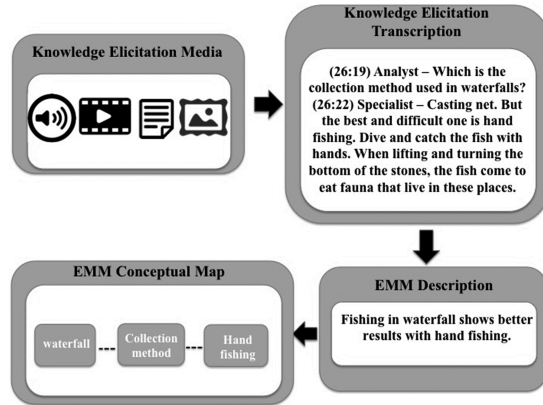 Knowledge Elicitation Media
Knowledge Elicitation
Transcription
(26:19) Analyst – Which is the
collection method used in waterfalls?
(26:22) Specialist – Casting net. But
the best and difficult one is hand
fishing. Dive and catch the fish with
hands. When lifting and turning the
bottom of the stones, the fish come to
eat fauna that live in these places.
EMM Description
Fishing in waterfall shows better
results with hand fishing.
EMM Conceptual Map
waterfall
Collection
method
Hand
fishing